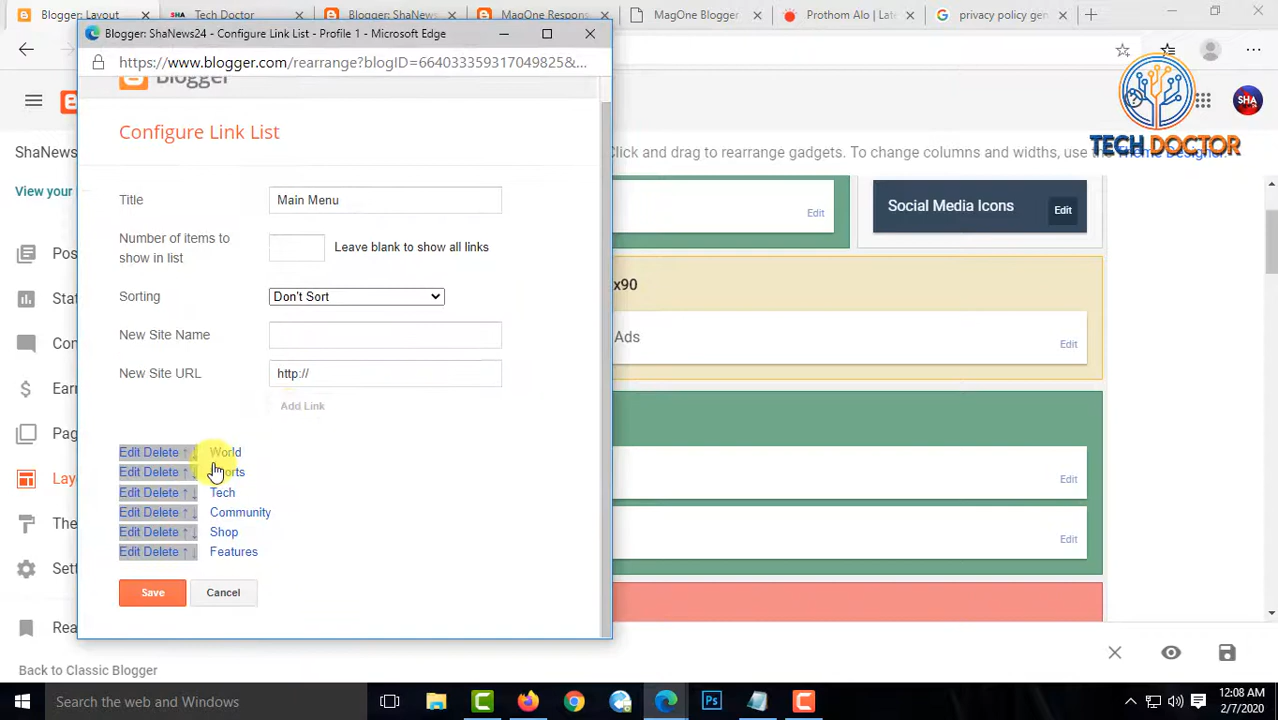 Blogger: Layout
Tech Doctor
Blogger: ShaNews
MagOne Respon
MagOne Blogger
Prothom Alo | Late
privacy policy gen
Blogger: ShaNews24 - Configure Link List - Profile 1 - Microsoft Edge
https://www.blogger.com/rearrange?blogID=664033359317049825&...
Blogger
SHA
TECH DOCTOR
Configure Link List
ShaNews
Click and drag to rearrange gadgets. To change columns and widths, use the Theme Designer.
View your
Title
Main Menu
Edit
Social Media Icons
Edit
Number of items to
show in list
Leave blank to show all links
Pos
x90
Sorting
Don't Sort
Stat
New Site Name
Ads
Edit
Con
New Site URL
http://
Earn
Add Link
Pag
Edit Delete ↑ ↓ World
Edit Delete ↑ ↓ Sports
Lay
Edit
Edit Delete ↑ ↓ Tech
Edit Delete ↑ ↓ Community
The
Edit Delete ↑ ↓ Shop
Edit
Edit Delete ↑ ↓ Features
Sett
Save
Cancel
Rea
Back to Classic Blogger
Search the web and Windows
Ps
12:08 AM
2/7/2020